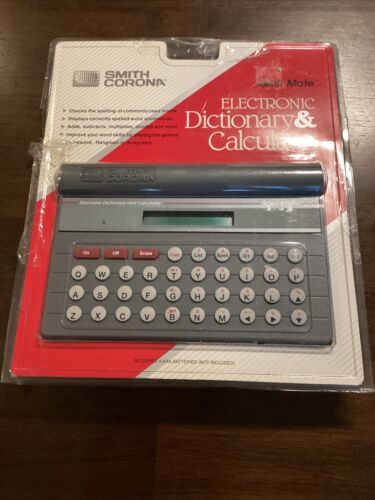 SMITH
CORONA
Mate
ELECTRONIC
Dictionary &
Checks the spelling of commonly used words
Displays correctly spelled word alternatives
Adds, subtracts, multiplies, divides and more
Improve your word skills by playing fun games,
Hangman or Anagrams
SMITH
CORONA
Electronic Dictionary and Calculator
On Off Erase Calc List Spell
Q W E R T Y U I O P
A S D F G H J K L ▲
Z X C V B N M ◄ ► ▼
REQUIRES 4 AAA BATTERIES (NOT INCLUDED)